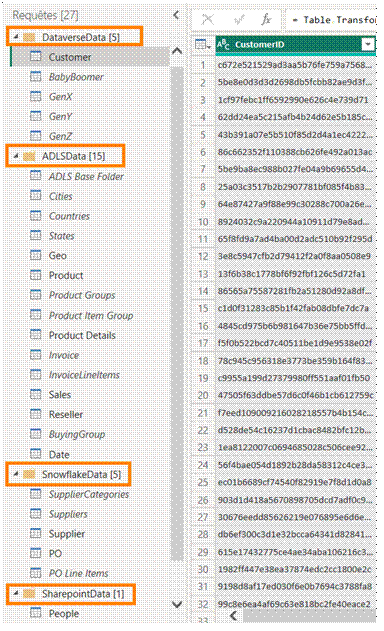 Requêtes [27]
DataverseData [5]
Customer
BabyBoomer
GenX
GenY
GenZ
ADLSData [15]
ADLS Base Folder
Cities
Countries
States
Geo
Product
Product Groups
Product Item Group
Product Details
Invoice
InvoiceLineItems
Sales
Reseller
BuyingGroup
Date
SnowflakeData [5]
SupplierCategories
Suppliers
Supplier
PO
PO Line Items
SharepointData [1]
People
fx = Table.Transfo
ABC CustomerID
1 c672e521529ad3aa5b76fe759a7568...
2 5be8e0d3d3d2698db5fcbb82ae9d3f...
3 1cf97febc1ff6592990e626c4e739d71
4 62dd24ea5c215afb4b24d62e5b185c...
5 43b391a07e5b510f85d2d4a1ec4222...
6 86c662352f110388cb626fe492a013ac
7 5be9ba8ec988b027fe04a9b69655d4...
8 25a03c3517b2b2907781bf085f4b83...
9 64e87427a9f88e99c30288c700a26e...
10 8924032c9a220944a10911d79e8ad...
11 65f8fd9a7ad4ba00d2adc510b92f295d
12 3e8c5947cfb2d79412f2a0f8aa0508e9
13 13f6b38c1778bf6f92fbf126c5d72fa1
14 86565a75587281fb2a51280d92a8df...
15 c1d0f31283c85b1f42fab08dbfe7dc7a
16 4845cd975b6b981647b36e75bb5ffd...
17 f5f0b522bcd7c40511be1d9e9538e02f
18 78c945c956318e3773be359b164f83...
19 c9955a199d27379980ff551aaf01fb50
20 47505f63ddbe57d6c0f46b1cb612759c
21 f7eed109009216028218557b4b154c...
22 d528de54c16237d1cbac8482bfc12b...
23 1ea8122007c0694685028c506cee92...
24 56f4bae054d1892b28da58312c4ce3...
25 ec01b6689cf74540f82919e7f8d1d0a8
26 903d1d418a5670898705dcd7adf0c9...
27 30676eedd85626219e076895e6d6e...
28 db6ef300c3d1e32bcca64341d82841...
29 615e17432775ce4ae34aba106216c3...
30 1982ff447e38ea37874edc2cc1800e2c
31 9198d8af17ed030f6e0b7694c3788fa8
32 99c8e6ea4af69c63e818bc2fe40eace2